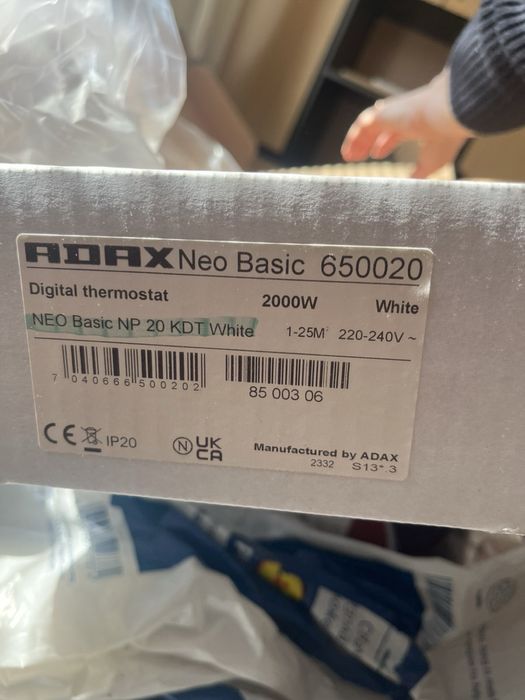 ADAX Neo Basic 650020
Digital thermostat 2000W White
NEO Basic NP 20 KDT White 1-25M² 220-240V ~
7 040666 500202
85 003 06
CE IP20 N UK CA Manufactured by ADAX
2332 S13*.3